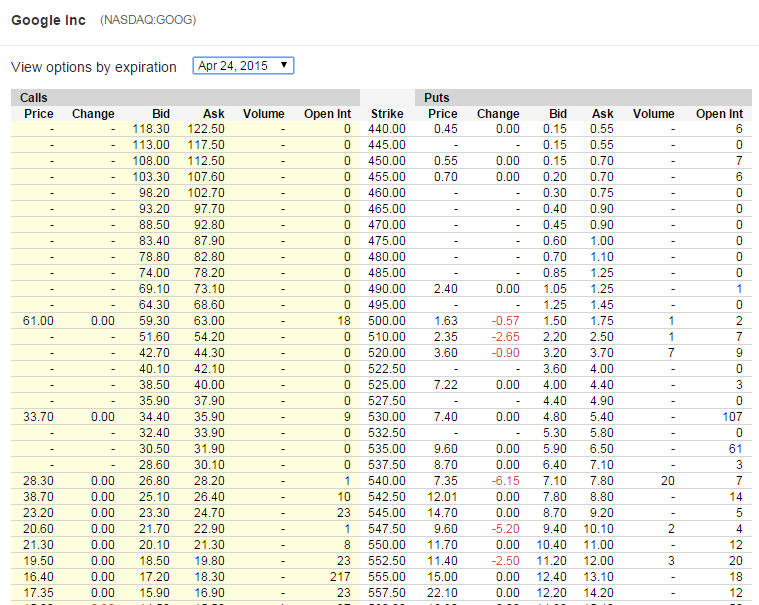 Google Inc (NASDAQ:GOOG)
View options by expiration Apr 24, 2015 ▼
Calls Puts
Price Change Bid Ask Volume Open Int Strike Price Change Bid Ask Volume Open Int
- - 118.30 122.50 - 0 440.00 0.45 0.00 0.15 0.55 - 6
- - 113.00 117.50 - 0 445.00 - - 0.15 0.55 - 0
- - 108.00 112.50 - 0 450.00 0.55 0.00 0.15 0.70 - 7
- - 103.30 107.60 - 0 455.00 0.70 0.00 0.20 0.70 - 6
- - 98.20 102.70 - 0 460.00 - - 0.30 0.75 - 0
- - 93.20 97.70 - 0 465.00 - - 0.40 0.90 - 0
- - 88.50 92.80 - 0 470.00 - - 0.45 0.90 - 0
- - 83.40 87.90 - 0 475.00 - - 0.60 1.00 - 0
- - 78.80 82.80 - 0 480.00 - - 0.70 1.10 - 0
- - 74.00 78.20 - 0 485.00 - - 0.85 1.25 - 0
- - 69.10 73.10 - 0 490.00 2.40 0.00 1.05 1.25 - 1
- - 64.30 68.60 - 0 495.00 - - 1.25 1.45 - 0
61.00 0.00 59.30 63.00 - 18 500.00 1.63 -0.57 1.50 1.75 1 2
- - 51.60 54.20 - 0 510.00 2.35 -2.65 2.20 2.50 1 7
- - 42.70 44.30 - 0 520.00 3.60 -0.90 3.20 3.70 7 9
- - 40.10 42.10 - 0 522.50 - - 3.60 4.00 - 0
- - 38.50 40.00 - 0 525.00 7.22 0.00 4.00 4.40 - 3
- - 35.90 37.90 - 0 527.50 - - 4.40 4.90 - 0
33.70 0.00 34.40 35.90 - 9 530.00 7.40 0.00 4.80 5.40 - 107
- - 32.40 33.90 - 0 532.50 - - 5.30 5.80 - 0
- - 30.50 31.90 - 0 535.00 9.60 0.00 5.90 6.50 - 61
- - 28.60 30.10 - 0 537.50 8.70 0.00 6.40 7.10 - 3
28.30 0.00 26.80 28.20 - 1 540.00 7.35 -6.15 7.10 7.80 20 7
38.70 0.00 25.10 26.40 - 10 542.50 12.01 0.00 7.80 8.80 - 14
23.20 0.00 23.30 24.70 - 23 545.00 14.70 0.00 8.70 9.20 - 5
20.60 0.00 21.70 22.90 - 1 547.50 9.60 -5.20 9.40 10.10 2 4
21.30 0.00 20.10 21.30 - 8 550.00 11.70 0.00 10.40 11.00 - 12
19.50 0.00 18.50 19.80 - 23 552.50 11.40 -2.50 11.20 12.00 3 20
16.40 0.00 17.20 18.30 - 217 555.00 15.00 0.00 12.40 13.10 - 18
17.35 0.00 15.90 16.90 - 23 557.50 22.10 0.00 12.20 14.20 - 12